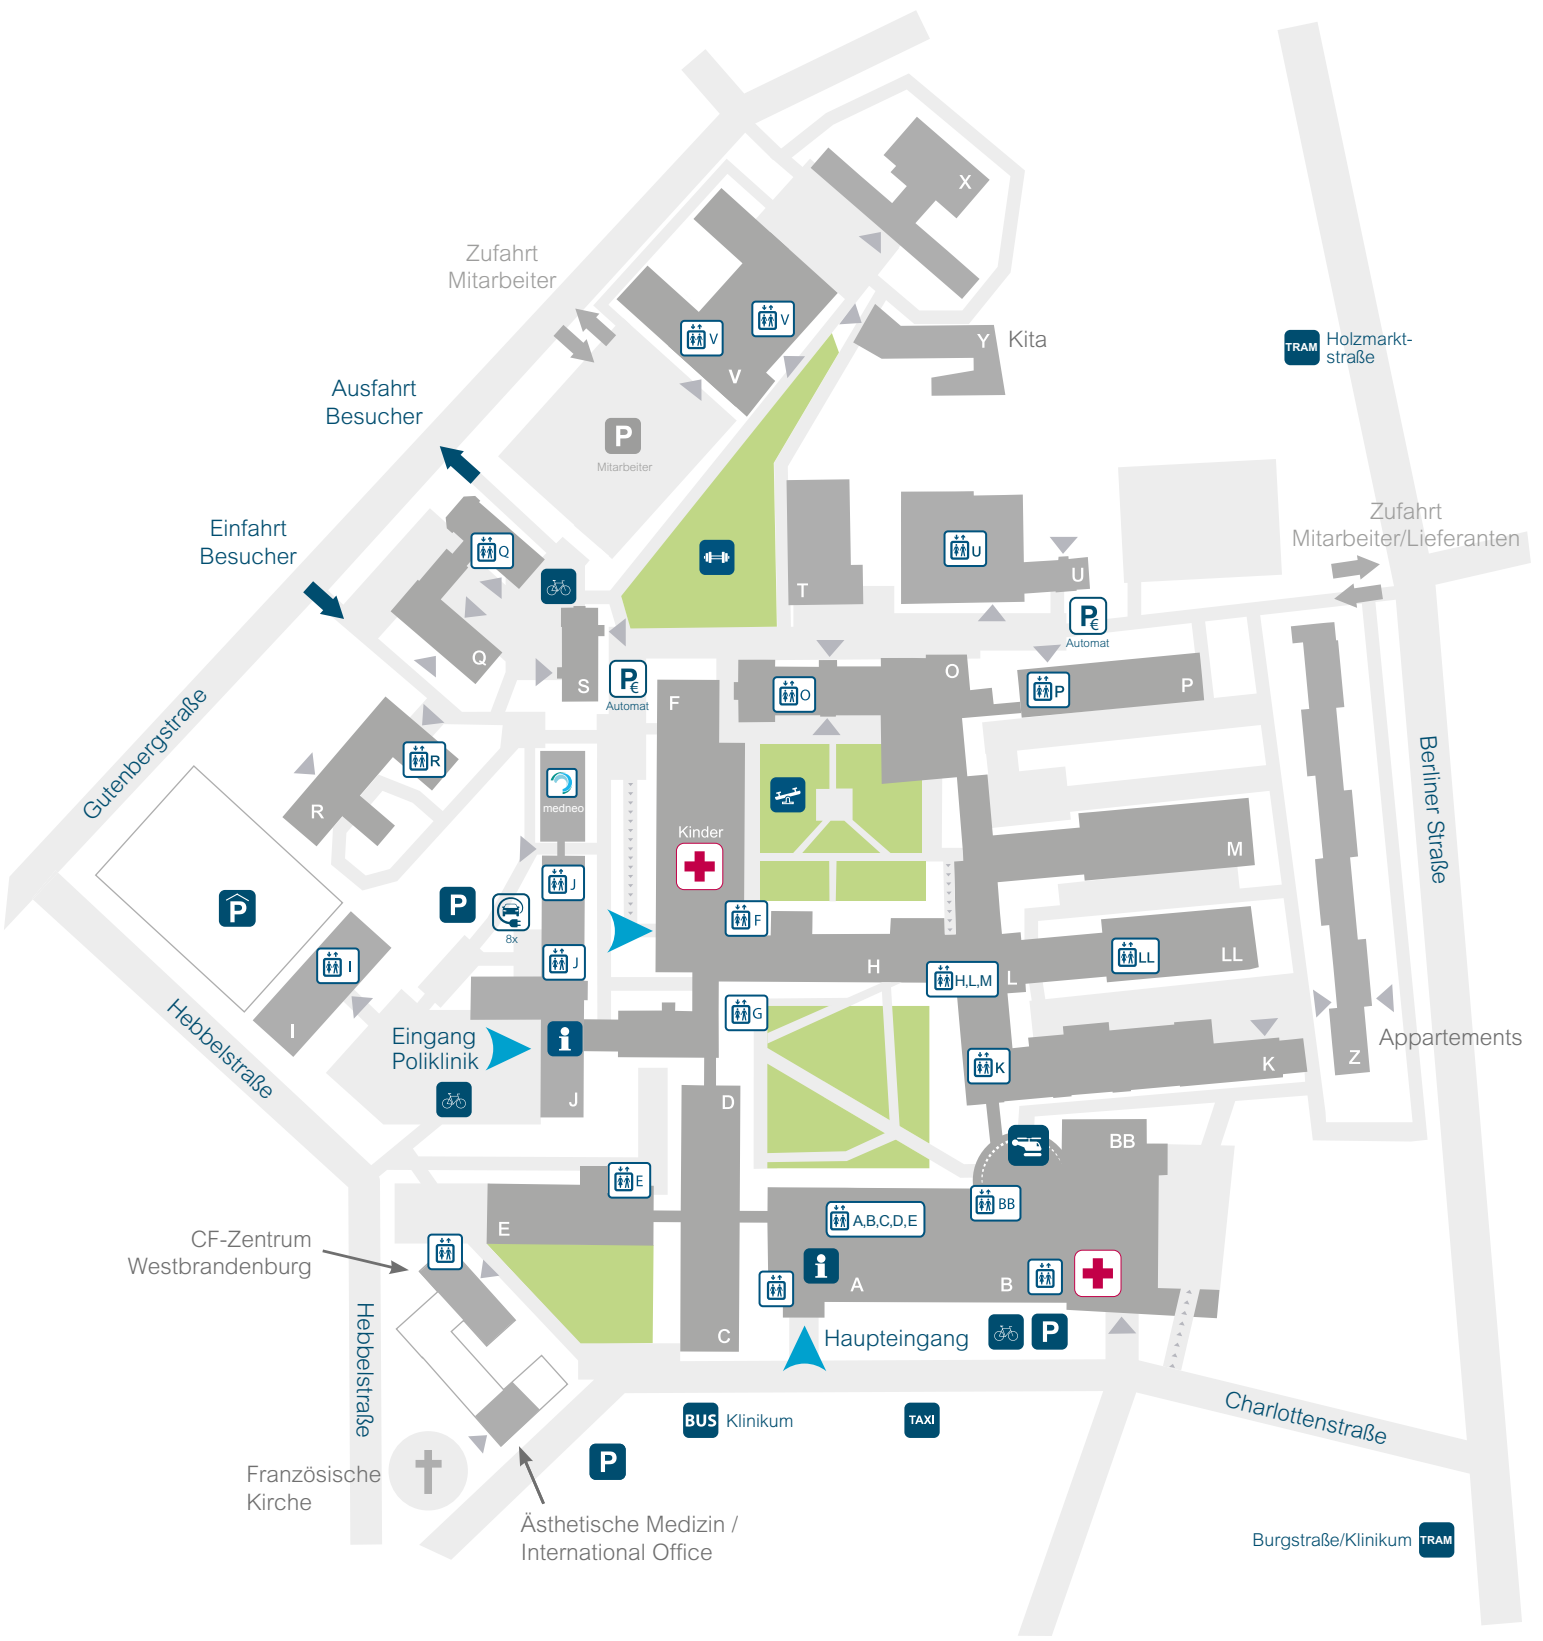 X
Zufahrt
Mitarbeiter
V
V
V
Y
Kita
TRAM
Holzmarkt-
straße
Ausfahrt
Besucher
P
Mitarbeiter
Einfahrt
Besucher
Q
Q
U
U
T
Zufahrt
Mitarbeiter/Lieferanten
P€
Automat
S
P€
Automat
F
O
O
P
P
Gutenbergstraße
R
R
medneo
Kinder
M
Berliner Straße
P
P
8x
J
J
F
H
H,L,M
L
LL
LL
I
I
G
Eingang
Poliklinik
i
J
Hebbelstraße
K
K
Z
Appartements
D
BB
E
E
BB
A,B,C,D,E
CF-Zentrum
Westbrandenburg
i
A
B
C
Haupteingang
P
Hebbelstraße
BUS
Klinikum
TAXI
Charlottenstraße
P
Französische
Kirche
Ästhetische Medizin /
International Office
Burgstraße/Klinikum
TRAM